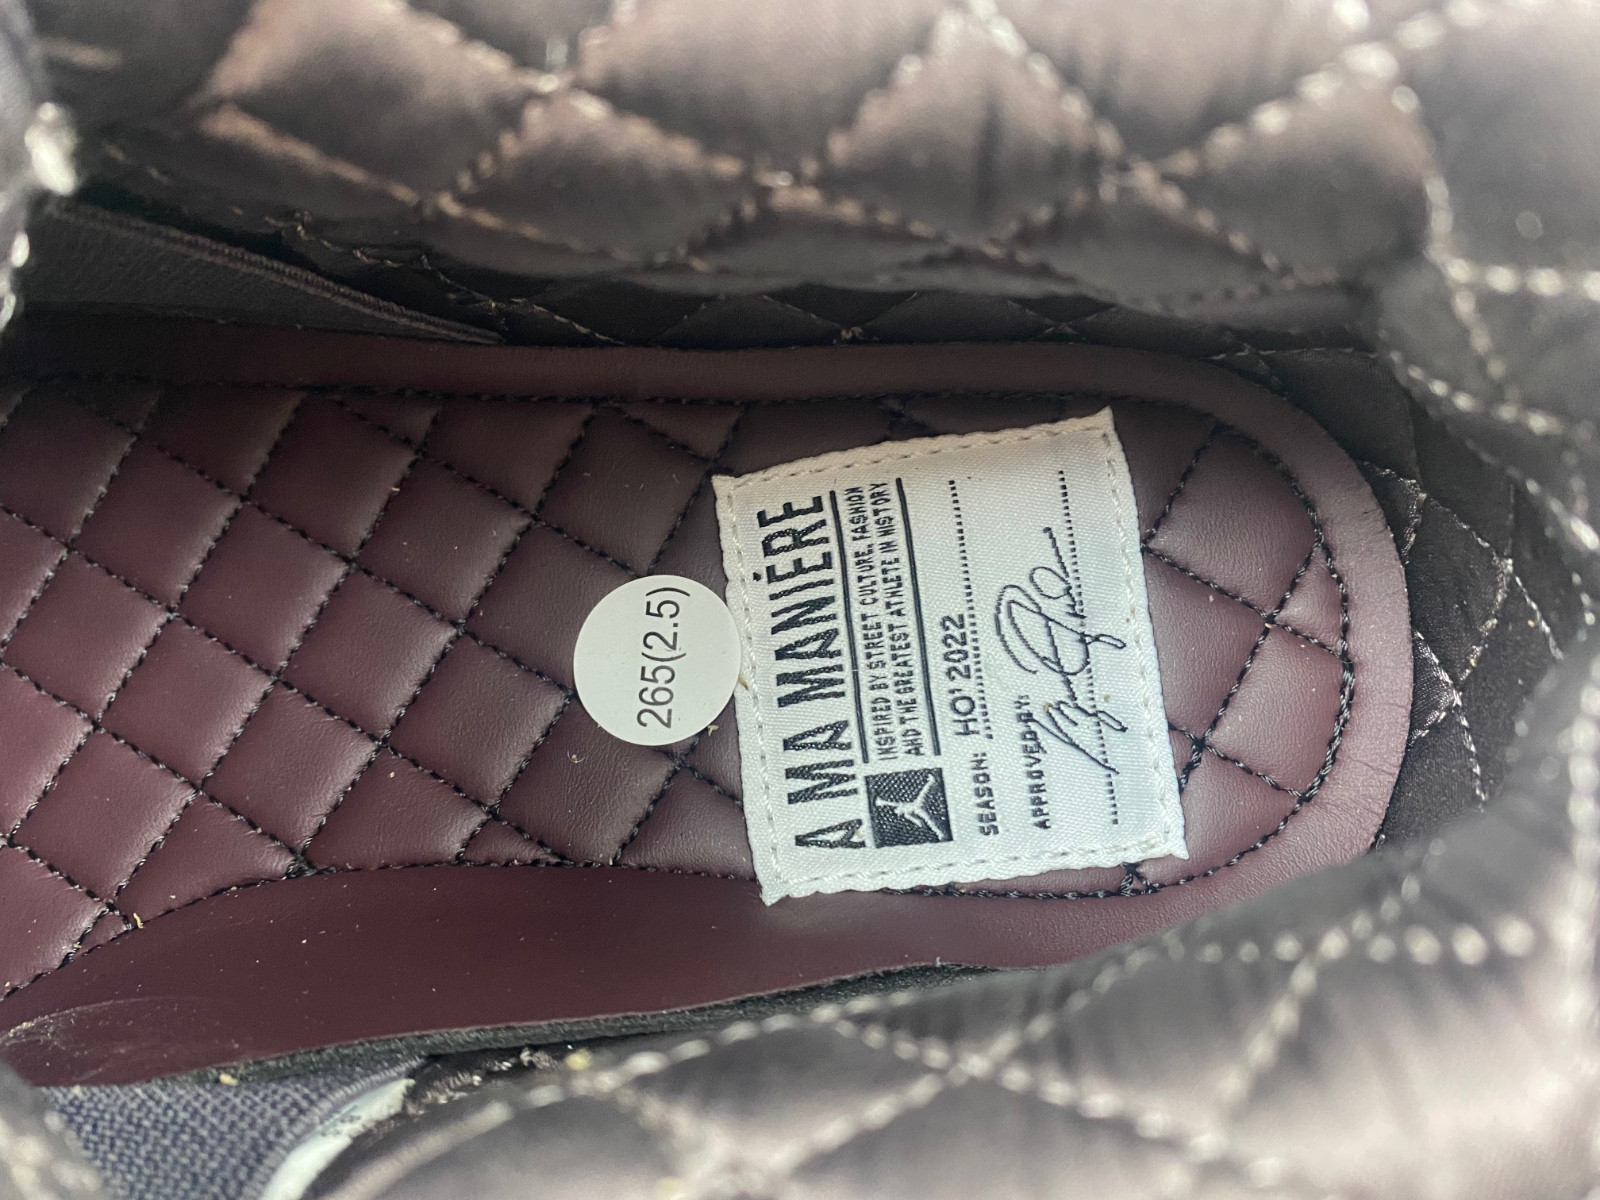 265(2.5)
A MA MANIÉRE
INSPIRED BY STREET CULTURE, FASHION
AND THE GREATEST ATHLETE IN HISTORY
SEASON: HO' 2022
APPROVED BY: